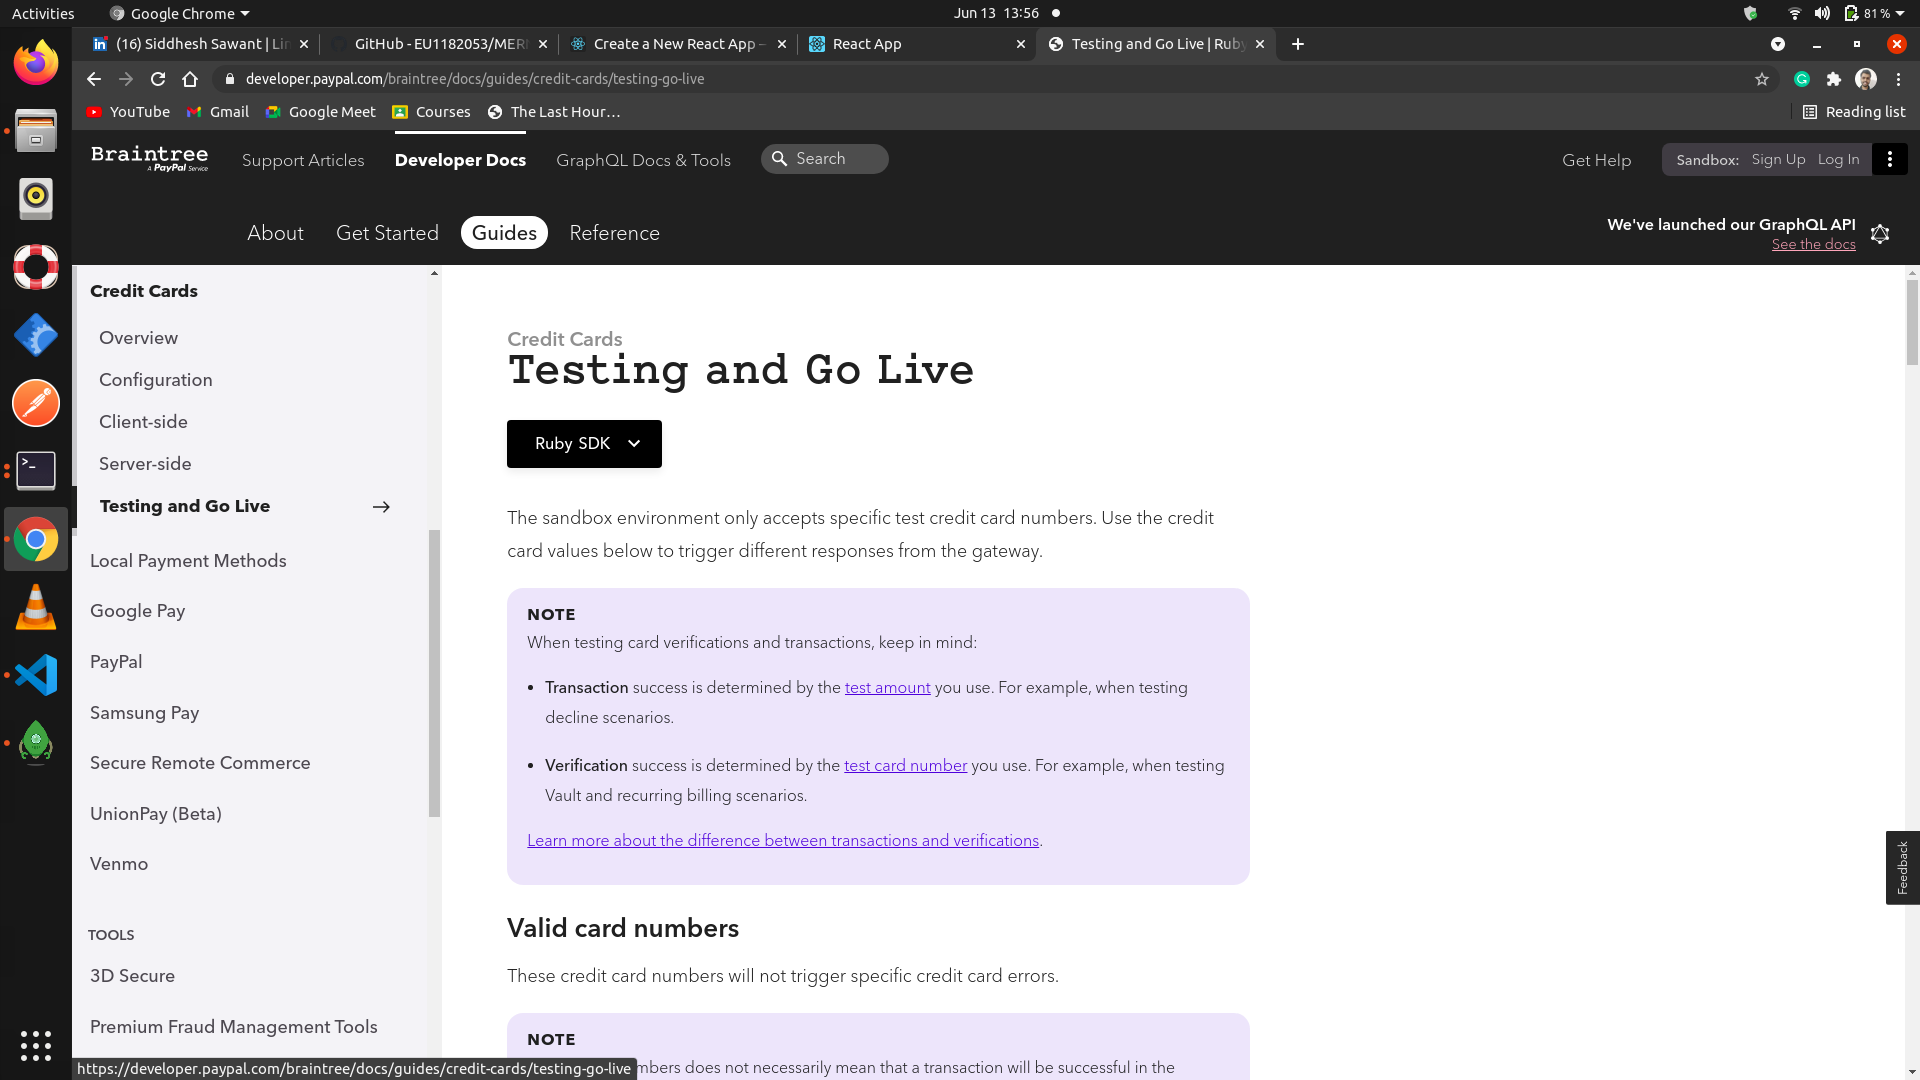 Activities
Google Chrome
Jun 13 13:56
81 %
(16) Siddhesh Sawant | Lin
GitHub - EU1182053/MER
Create a New React App –
React App
Testing and Go Live | Ruby
developer.paypal.com/braintree/docs/guides/credit-cards/testing-go-live
YouTube
Gmail
Google Meet
Courses
The Last Hour…
Reading list
Braintree
A PayPal Service
Support Articles
Developer Docs
GraphQL Docs & Tools
Search
Get Help
Sandbox: Sign Up Log In
About
Get Started
Guides
Reference
We've launched our GraphQL API
See the docs
Credit Cards
Overview
Configuration
Client-side
Server-side
Testing and Go Live
Local Payment Methods
Google Pay
PayPal
Samsung Pay
Secure Remote Commerce
UnionPay (Beta)
Venmo
TOOLS
3D Secure
Premium Fraud Management Tools
Credit Cards
Testing and Go Live
Ruby SDK
The sandbox environment only accepts specific test credit card numbers. Use the credit
card values below to trigger different responses from the gateway.
NOTE
When testing card verifications and transactions, keep in mind:
• Transaction success is determined by the test amount you use. For example, when testing
decline scenarios.
• Verification success is determined by the test card number you use. For example, when testing
Vault and recurring billing scenarios.
Learn more about the difference between transactions and verifications.
Valid card numbers
These credit card numbers will not trigger specific credit card errors.
NOTE
mbers does not necessarily mean that a transaction will be successful in the
Feedback
https://developer.paypal.com/braintree/docs/guides/credit-cards/testing-go-live